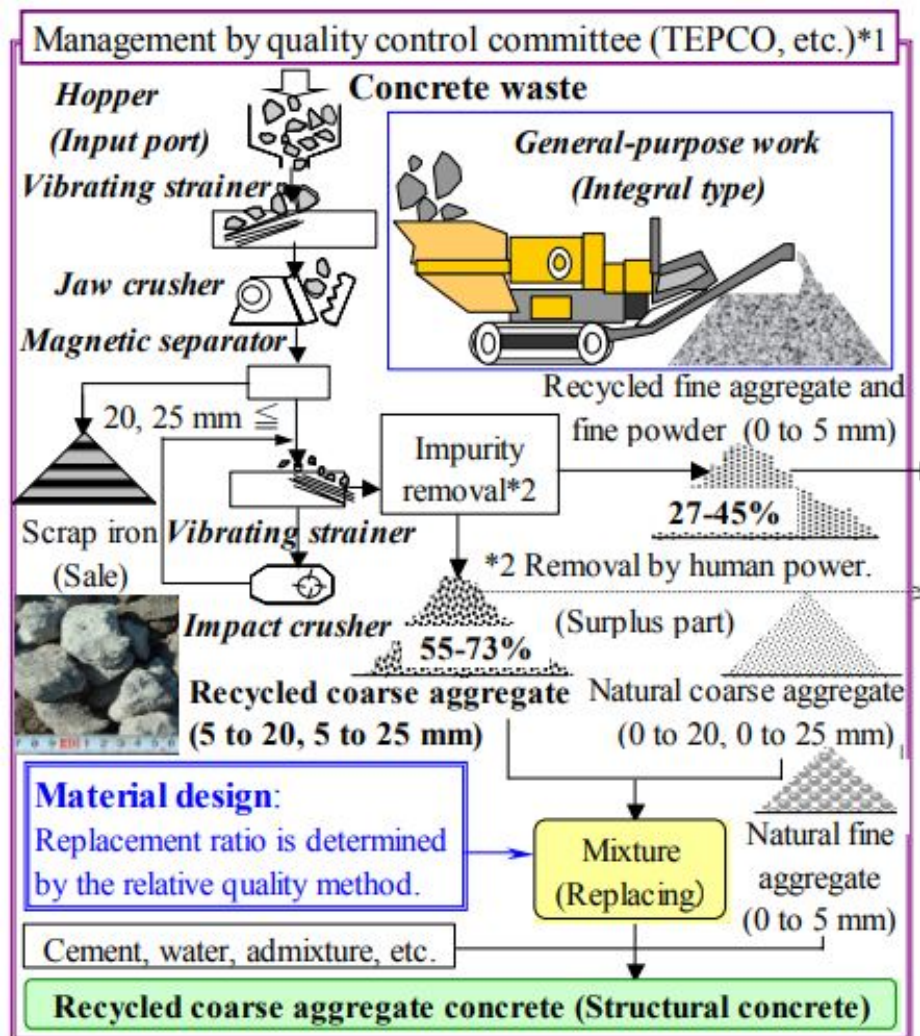 Management by quality control committee (TEPCO, etc.)*1
Hopper
(Input port)
Concrete waste
Vibrating strainer
General-purpose work
(Integral type)
Jaw crusher
Magnetic separator
20, 25 mm ≦
Recycled fine aggregate and
fine powder (0 to 5 mm)
Impurity
removal*2
27-45%
Scrap iron
(Sale)
Vibrating strainer
*2 Removal by human power.
Impact crusher
(Surplus part)
55-73%
Recycled coarse aggregate
(5 to 20, 5 to 25 mm)
Natural coarse aggregate
(0 to 20, 0 to 25 mm)
Material design:
Replacement ratio is determined
by the relative quality method.
Mixture
(Replacing)
Natural fine
aggregate
(0 to 5 mm)
Cement, water, admixture, etc.
Recycled coarse aggregate concrete (Structural concrete)